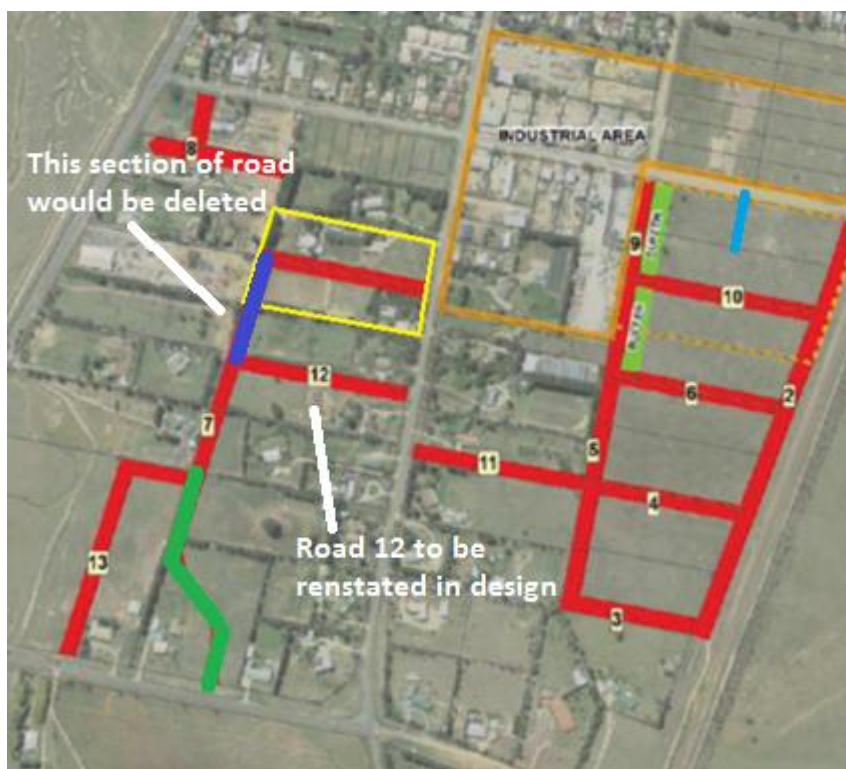 INDUSTRIAL AREA
8
This section of road
would be deleted
9
10
12
6
2
7
11
5
4
13
Road 12 to be
renstated in design
3